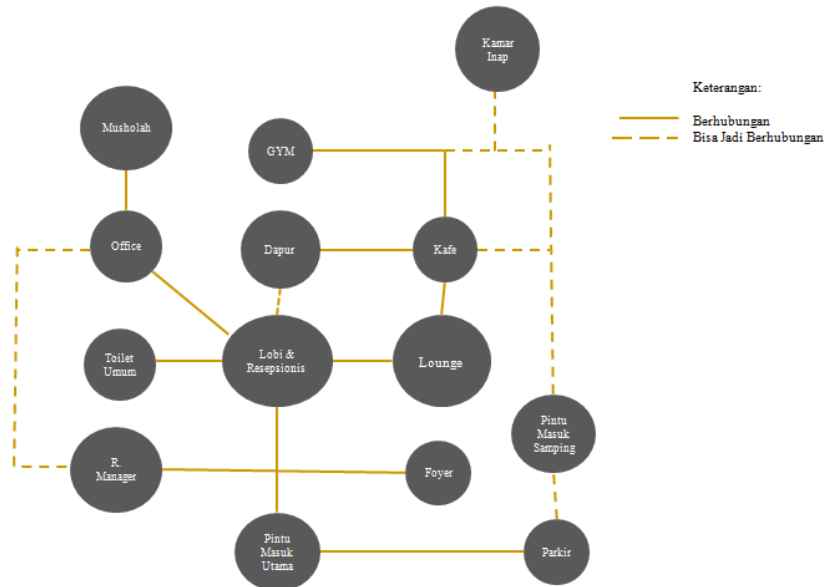 Kamar
Inap
Keterangan:
Berhubungan
Bisa Jadi Berhubungan
Musholah
GYM
Office
Dapur
Kafe
Toilet
Umum
Lobi &
Resepsionis
Lounge
Pintu
Masuk
Samping
R.
Manager
Foyer
Pintu
Masuk
Utama
Parkir